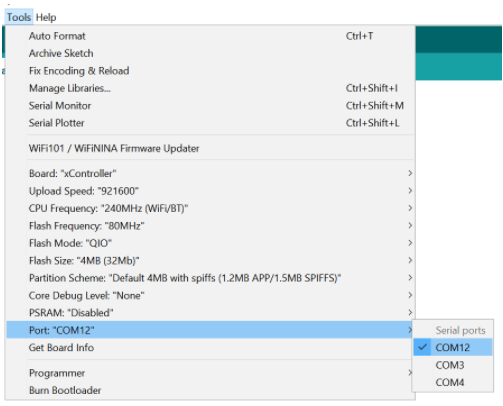 Tools Help
Auto Format Ctrl+T
Archive Sketch
Fix Encoding & Reload
Manage Libraries... Ctrl+Shift+I
Serial Monitor Ctrl+Shift+M
Serial Plotter Ctrl+Shift+L
WiFi101 / WiFiNINA Firmware Updater
Board: "xController"
Upload Speed: "921600"
CPU Frequency: "240MHz (WiFi/BT)"
Flash Frequency: "80MHz"
Flash Mode: "QIO"
Flash Size: "4MB (32Mb)"
Partition Scheme: "Default 4MB with spiffs (1.2MB APP/1.5MB SPIFFS)"
Core Debug Level: "None"
PSRAM: "Disabled"
Port: "COM12"
Get Board Info
Programmer
Burn Bootloader
Serial ports
COM12
COM3
COM4